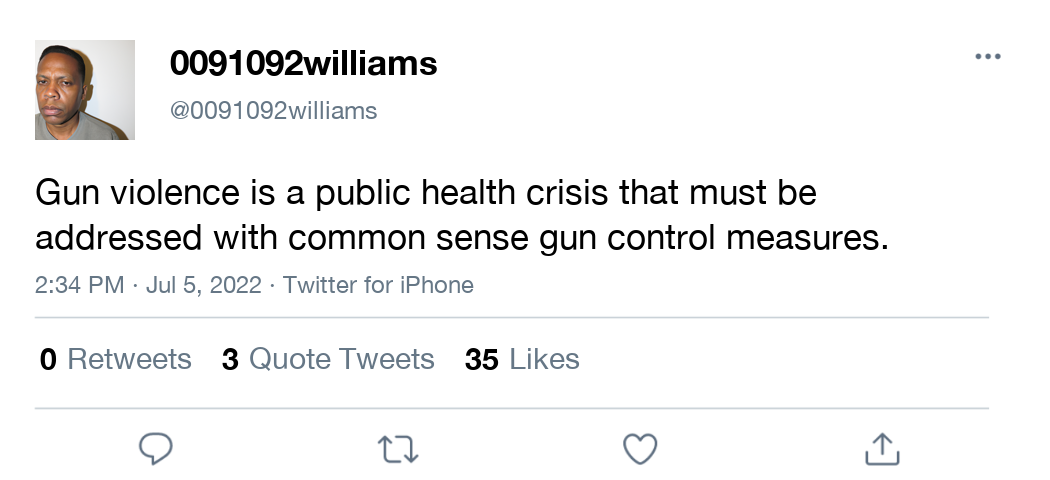 0091092williams
@0091092williams
Gun violence is a public health crisis that must be
addressed with common sense gun control measures.
2:34 PM · Jul 5, 2022 · Twitter for iPhone
0 Retweets 3 Quote Tweets 35 Likes